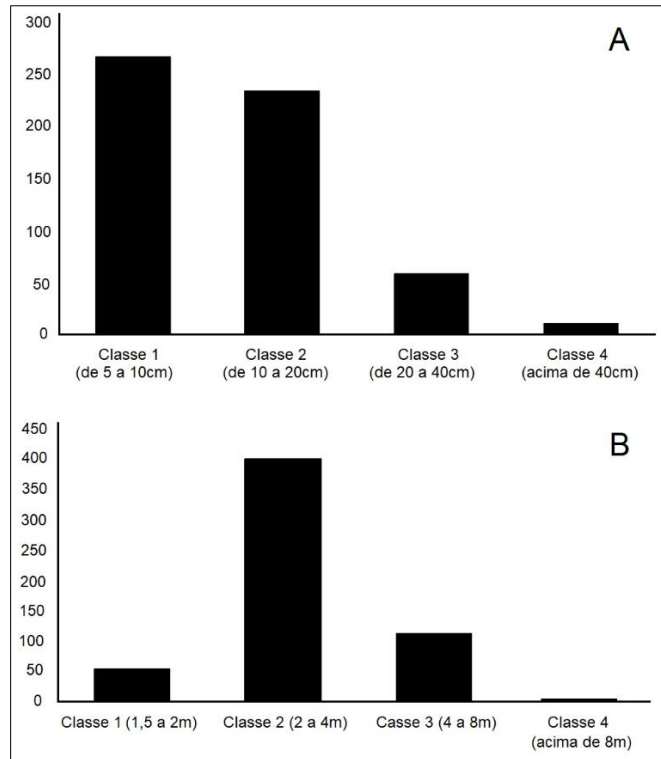 A
300
250
200
150
100
50
0
Classe 1
(de 5 a 10cm)
Classe 2
(de 10 a 20cm)
Classe 3
(de 20 a 40cm)
Classe 4
(acima de 40cm)
B
450
400
350
300
250
200
150
100
50
0
Classe 1 (1,5 a 2m)
Classe 2 (2 a 4m)
Casse 3 (4 a 8m)
Classe 4
(acima de 8m)